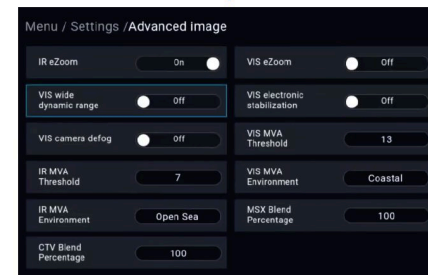 Menu / Settings /Advanced image
IR eZoom
On
VIS eZoom
Off
VIS wide
dynamic range
Off
VIS electronic
stabilization
Off
VIS camera defog
Off
VIS MVA
Threshold
13
IR MVA
Threshold
7
VIS MVA
Environment
Coastal
IR MVA
Environment
Open Sea
MSX Blend
Percentage
100
CTV Blend
Percentage
100